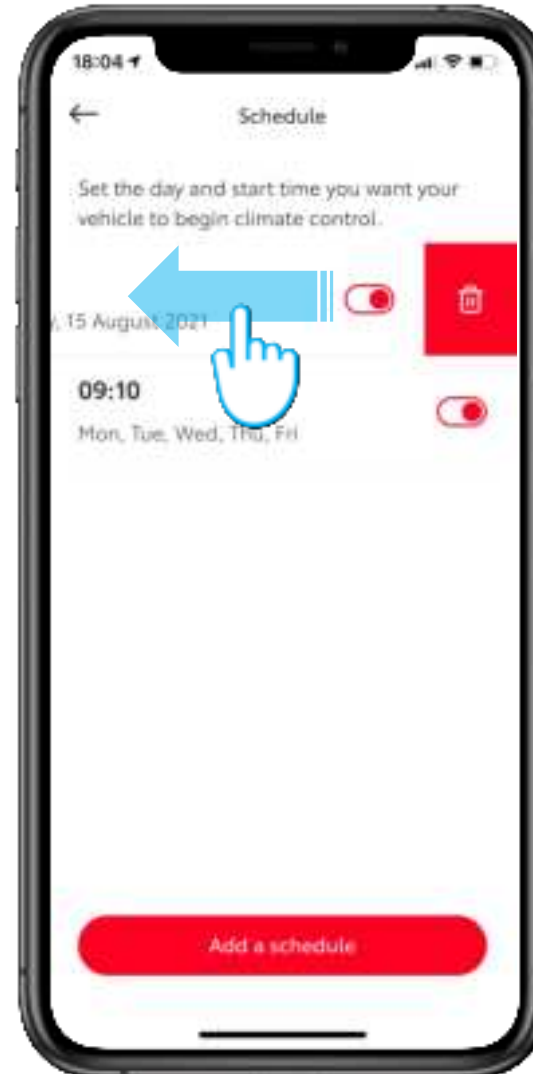 18:04
Schedule
Set the day and start time you want your
vehicle to begin climate control.
, 15 August 2021
09:10
Mon, Tue, Wed, Thu, Fri
Add a schedule